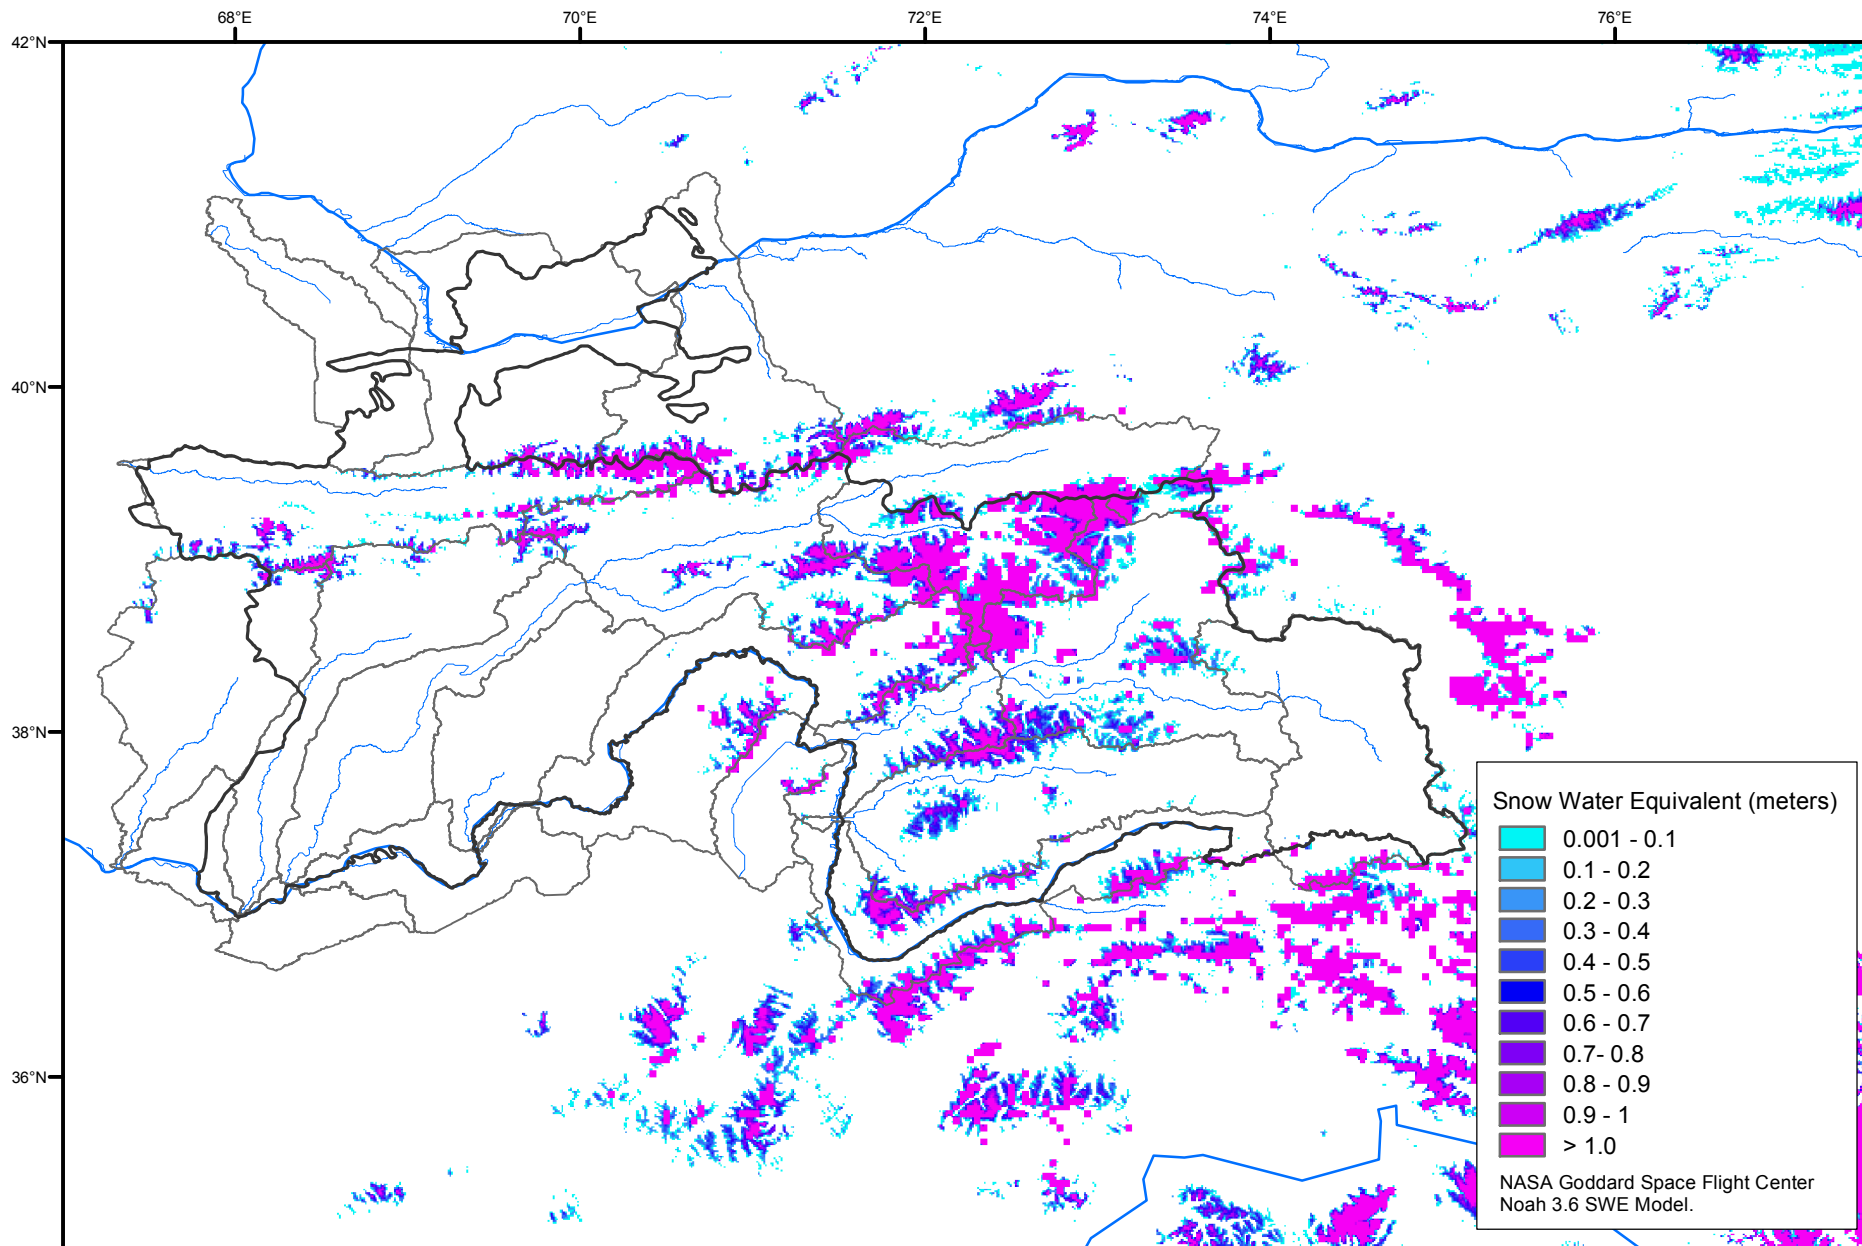 68°E
70°E
72°E
74°E
76°E
42°N
40°N
38°N
36°N
Snow Water Equivalent (meters)
0.001 - 0.1
0.1 - 0.2
0.2 - 0.3
0.3 - 0.4
0.4 - 0.5
0.5 - 0.6
0.6 - 0.7
0.7- 0.8
0.8 - 0.9
0.9 - 1
> 1.0
NASA Goddard Space Flight Center
Noah 3.6 SWE Model.